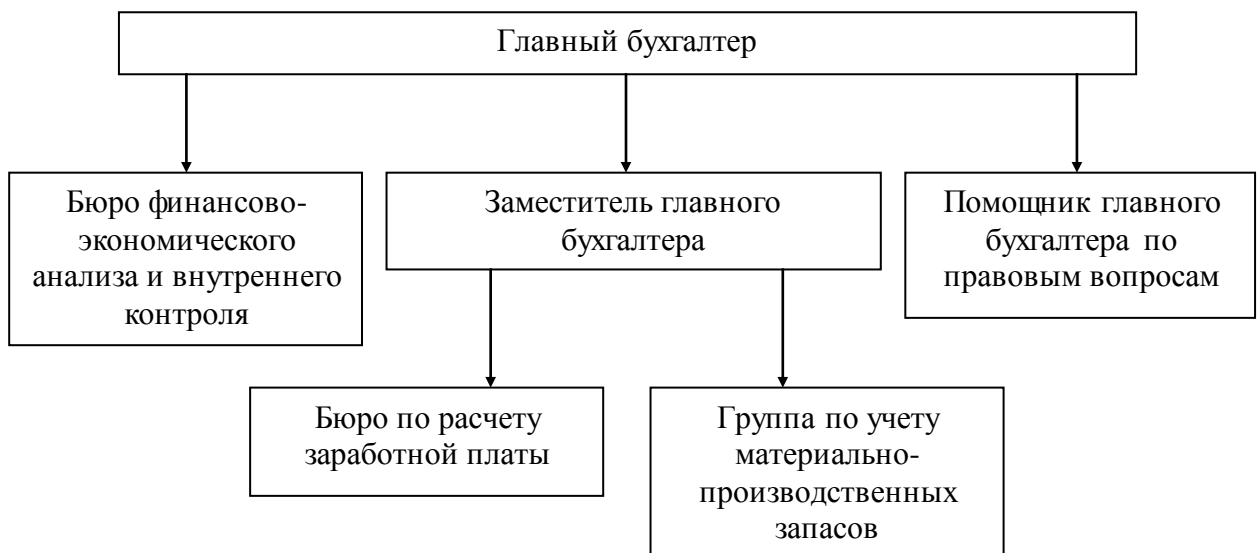 Главный бухгалтер
Бюро финансово-
экономического
анализа и внутреннего
контроля
Заместитель главного
бухгалтера
Помощник главного
бухгалтера по
правовым вопросам
Бюро по расчету
заработной платы
Группа по учету
материально-
производственных
запасов